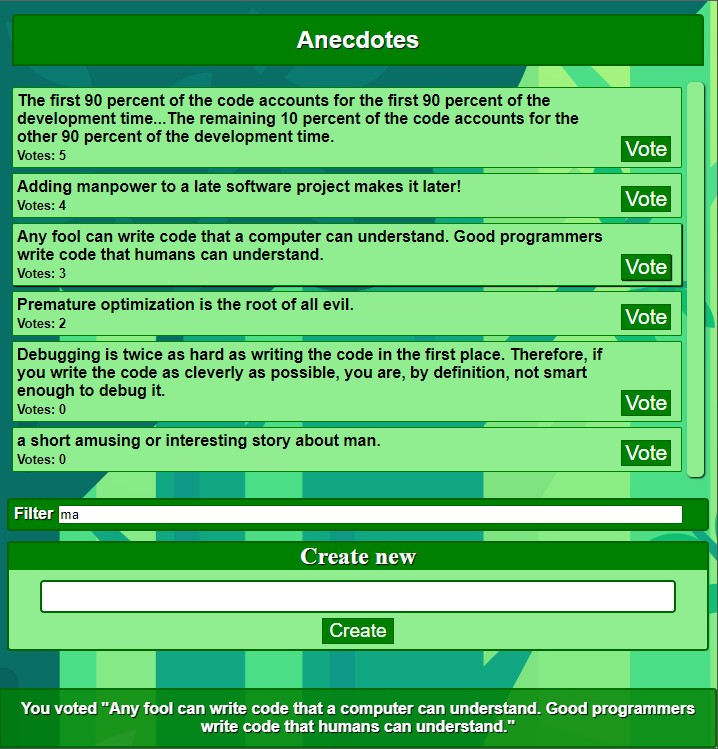 Anecdotes
The first 90 percent of the code accounts for the first 90 percent of the
development time...The remaining 10 percent of the code accounts for the
other 90 percent of the development time.
Votes: 5
Vote
Adding manpower to a late software project makes it later!
Votes: 4
Vote
Any fool can write code that a computer can understand. Good programmers
write code that humans can understand.
Votes: 3
Vote
Premature optimization is the root of all evil.
Votes: 2
Vote
Debugging is twice as hard as writing the code in the first place. Therefore, if
you write the code as cleverly as possible, you are, by definition, not smart
enough to debug it.
Votes: 0
Vote
a short amusing or interesting story about man.
Votes: 0
Vote
Filter ma
Create new
Create
You voted "Any fool can write code that a computer can understand. Good programmers
write code that humans can understand."